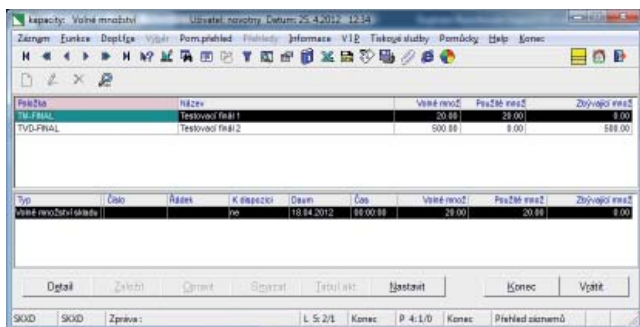 kapacity: Volné množství Uživatel: novotny Datum: 25.4.2012 12:34
Záznam Funkce Doplňce Výběr Pom.přehled Přehledy Informace VIP Tiskové služby Pomůcky Help Konec
Položka Název Volné množ Použité množ Zbývající množ
TM-FINAL Testovací finál 1 20.00 20.00 0.00
TVD-FINAL Testovací finál 2 500.00 0.00 500.00
Typ Číslo Řádek K dispozici Datum Čas Volné množ Použité množ Zbývající množ
Volné množství skladu ne 18.04.2012 00:00:00 20.00 20.00 0.00
Detail Založit Opravit Smazat Tabulkt Nastavit Konec Vrátit
SKXD SKXD Zpráva: L S: 2/1 Konec P 4:1/0 Konec Přehled záznamů